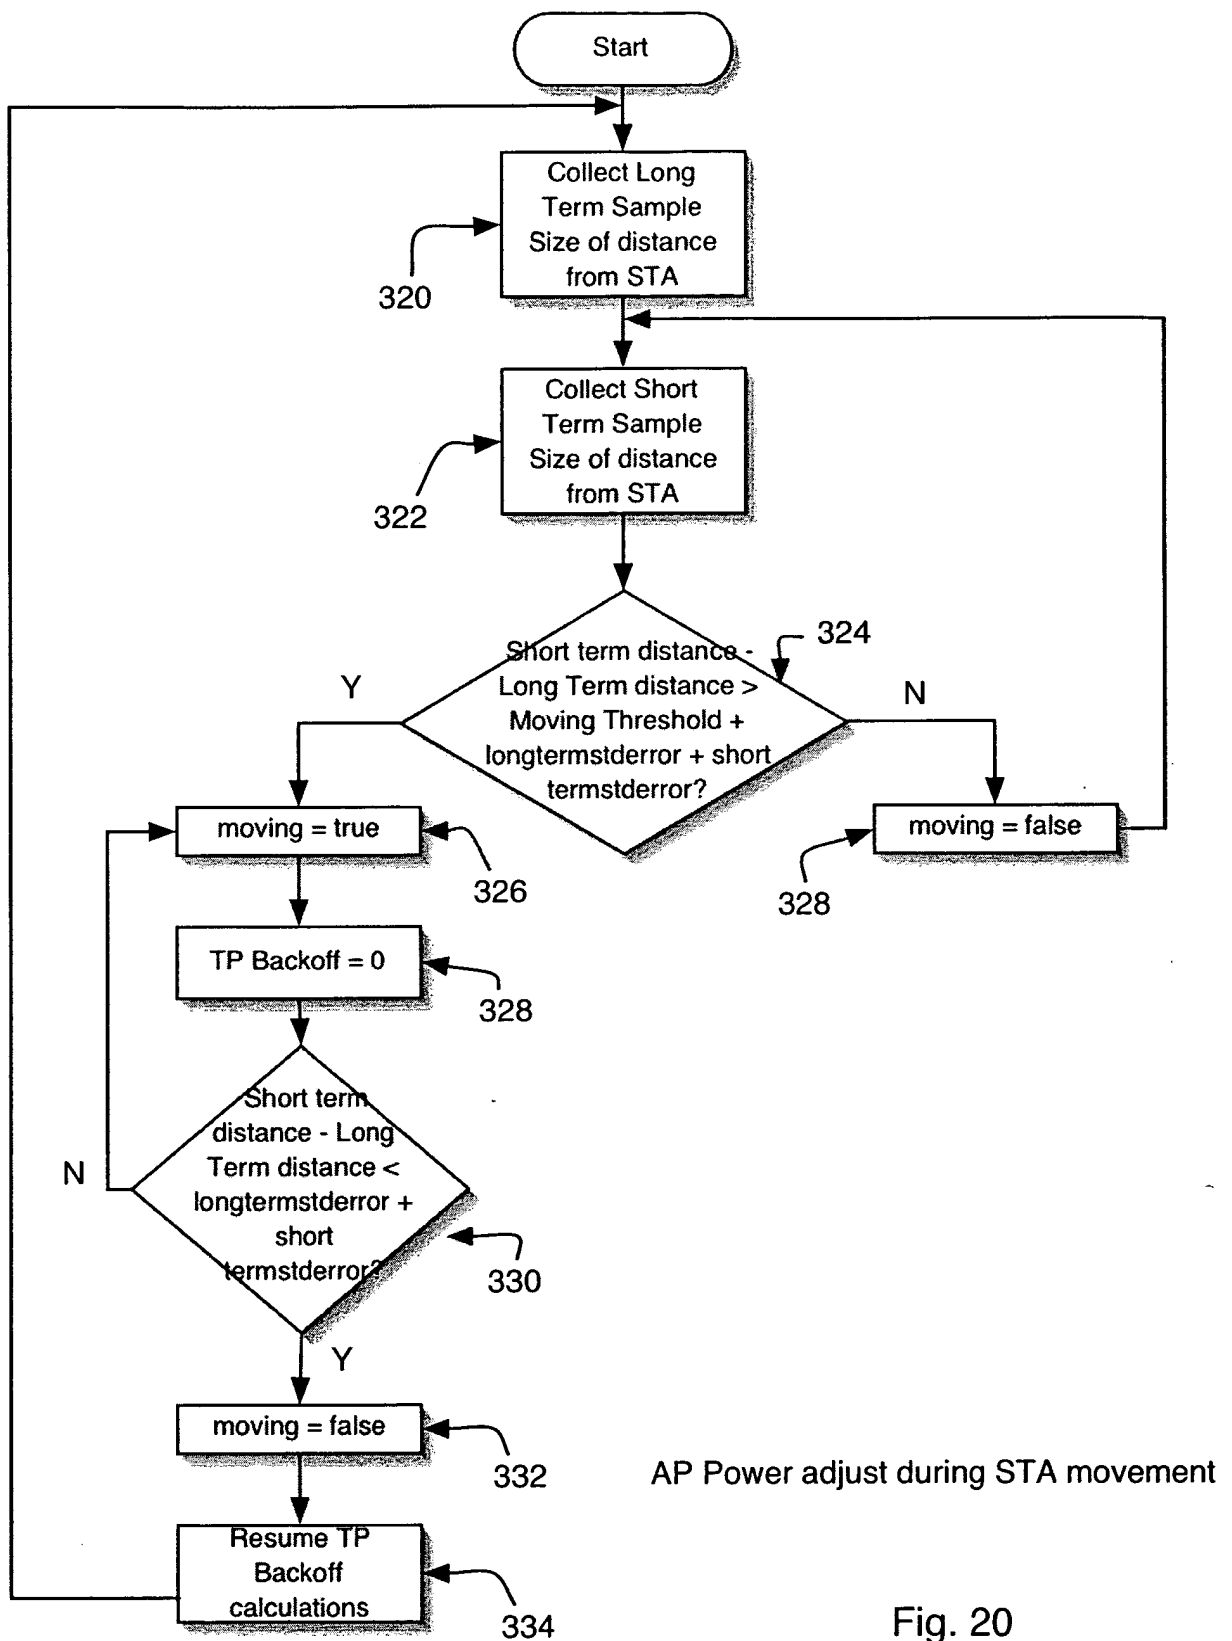 Start
Collect Long
Term Sample
Size of distance
from STA
320
Collect Short
Term Sample
Size of distance
from STA
322
324
Short term distance -
Long Term distance >
Moving Threshold +
longtermstderror + short
termstderror?
Y
N
moving = true
326
moving = false
328
TP Backoff = 0
328
Short term
distance - Long
Term distance <
longtermstderror +
short
termstderror?
N
330
Y
moving = false
332
AP Power adjust during STA movement
Resume TP
Backoff
calculations
334
Fig. 20